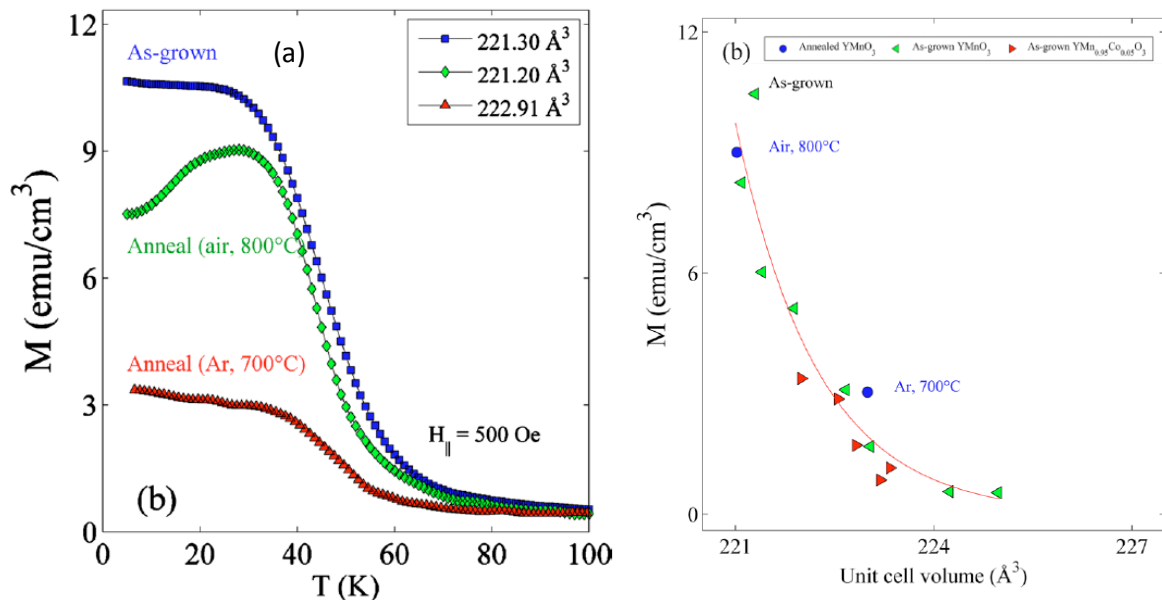 12
9
6
3
0
M (emu/cm³)
As-grown
(a)
221.30 Å³
221.20 Å³
222.91 Å³
Anneal (air, 800°C)
Anneal (Ar, 700°C)
H∥ = 500 Oe
(b)
0 20 40 60 80 100
T (K)
(b)
Annealed YMnO₃ As-grown YMnO₃ As-grown YMn₀.₉₅Co₀.₀₅O₃
12
6
0
M (emu/cm³)
As-grown
Air, 800°C
Ar, 700°C
221 224 227
Unit cell volume (Å³)